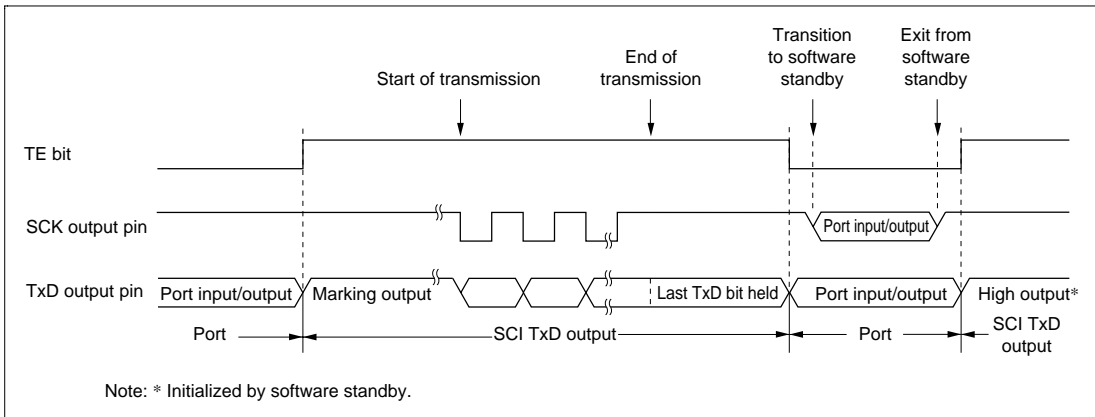 Start of transmission
End of
transmission
Transition
to software
standby
Exit from
software
standby
TE bit
SCK output pin
Port input/output
TxD output pin
Port input/output
Marking output
Last TxD bit held
Port input/output
High output*
Port
SCI TxD output
Port
SCI TxD
output
Note: * Initialized by software standby.